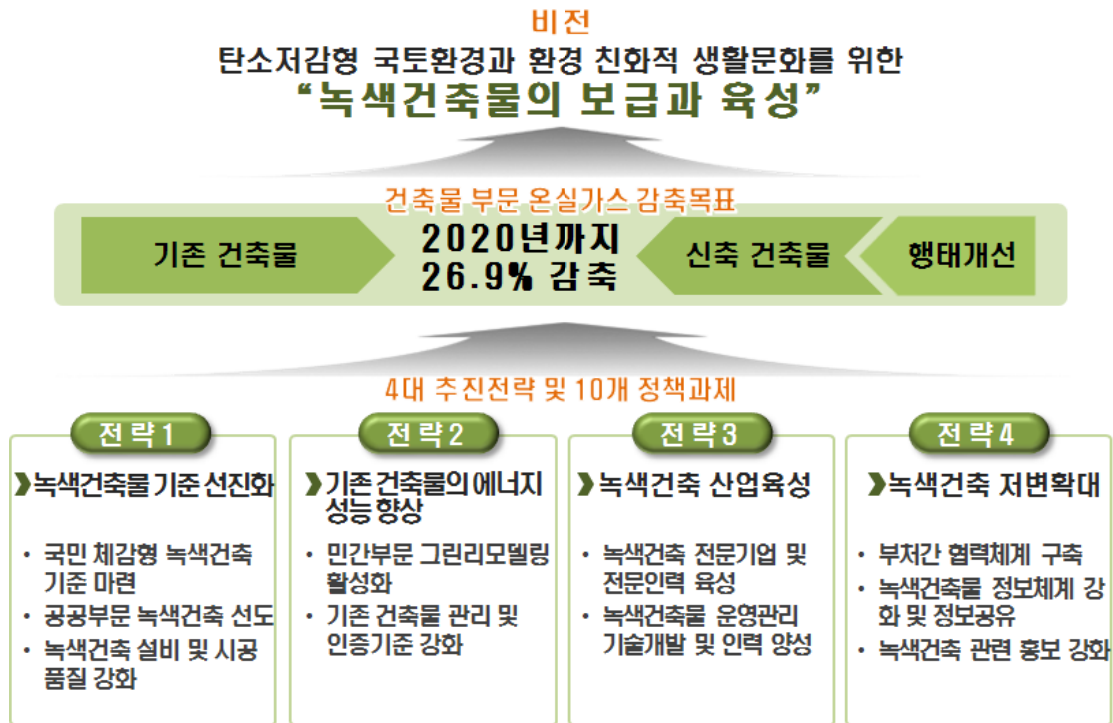 비전
탄소저감형 국토환경과 환경 친화적 생활문화를 위한
“녹색건축물의 보급과 육성”
건축물 부문 온실가스 감축목표
기존 건축물
2020년까지
26.9% 감축
신축 건축물
행태개선
4대 추진전략 및 10개 정책과제
전략1
❱녹색건축물 기준 선진화
• 국민 체감형 녹색건축
기준 마련
• 공공부문 녹색건축 선도
• 녹색건축 설비 및 시공
품질 강화
전략2
❱기존 건축물의 에너지
성능 향상
• 민간부문 그린리모델링
활성화
• 기존 건축물 관리 및
인증기준 강화
전략3
❱녹색건축 산업육성
• 녹색건축 전문기업 및
전문인력 육성
• 녹색건축물 운영관리
기술개발 및 인력 양성
전략4
❱녹색건축 저변확대
• 부처간 협력체계 구축
• 녹색건축물 정보체계 강
화 및 정보공유
• 녹색건축 관련 홍보 강화